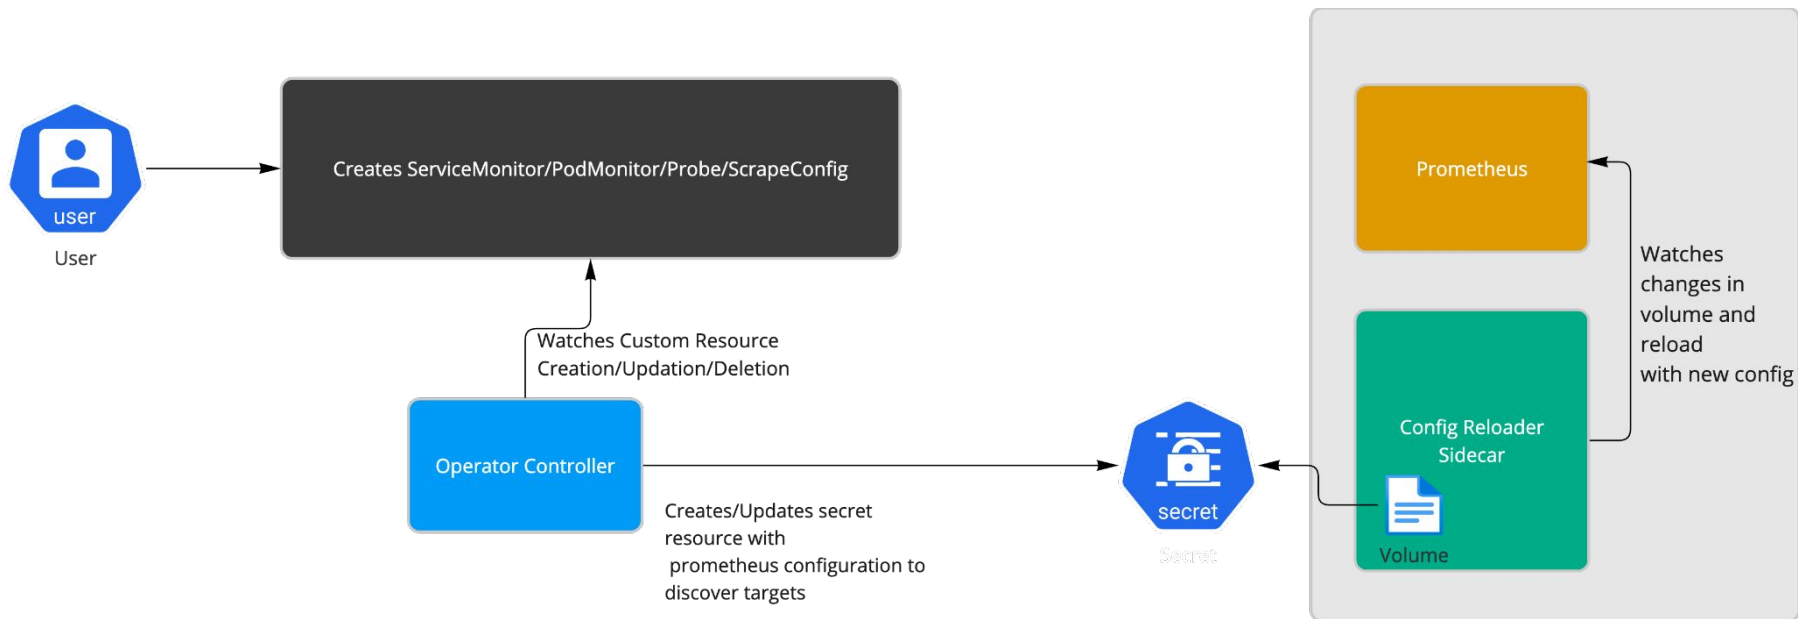 user
User
Creates ServiceMonitor/PodMonitor/Probe/ScrapeConfig
Watches Custom Resource
Creation/Updation/Deletion
Operator Controller
Creates/Updates secret
resource with
prometheus configuration to
discover targets
secret
Secret
Prometheus
Watches
changes in
volume and
reload
with new config
Config Reloader
Sidecar
Volume